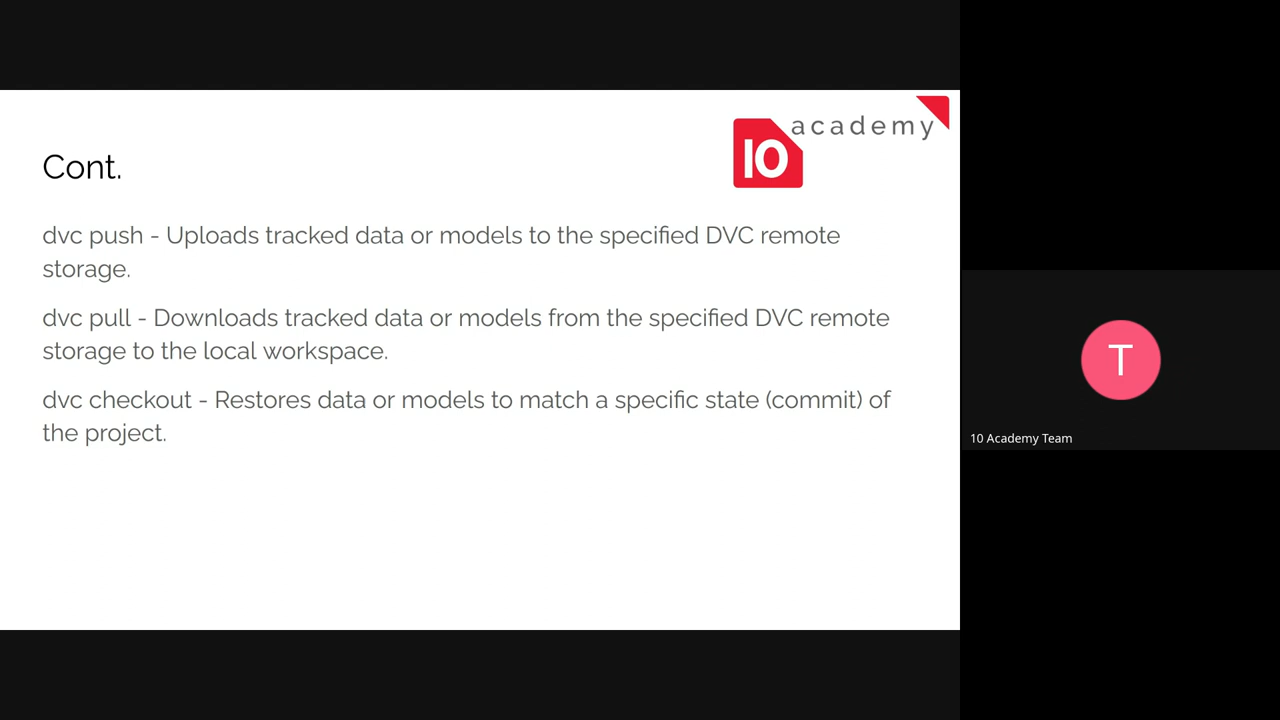 10 academy
Cont.
dvc push - Uploads tracked data or models to the specified DVC remote
storage.
dvc pull - Downloads tracked data or models from the specified DVC remote
storage to the local workspace.
dvc checkout - Restores data or models to match a specific state (commit) of
the project.
T
10 Academy Team